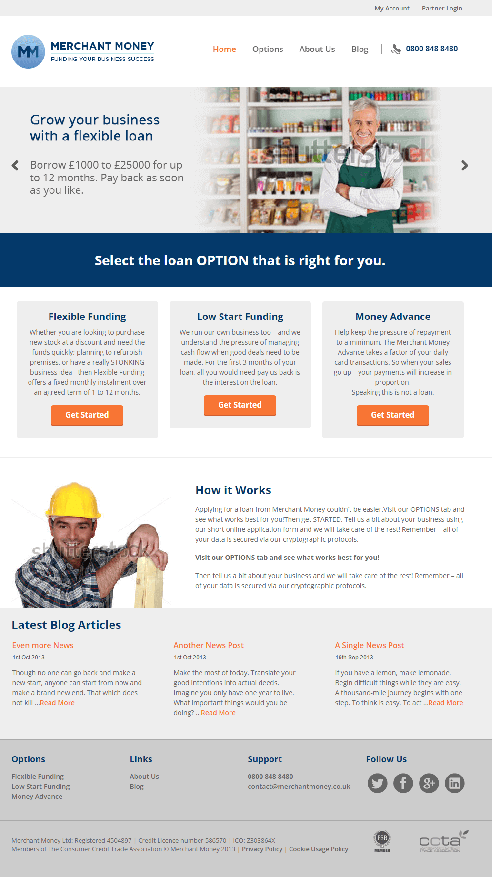 My Account Partner Login
MERCHANT MONEY
FUNDING YOUR BUSINESS SUCCESS
Home Options About Us Blog 0800 848 8480
Grow your business
with a flexible loan
Borrow £1000 to £25000 for up
to 12 months. Pay back as soon
as you like.
shutterstock
Select the loan OPTION that is right for you.
Flexible Funding
Whether you are looking to purchase
new stock at a discount and need the
funds quickly; planning to refurbish
premises; or have a really STONKING
business idea - then Flexible Funding
offers a fixed monthly instalment over
an agreed term of 1 to 12 months.
Get Started
Low Start Funding
We run our own business too – and we
understand the pressure of managing
cash flow when good deals need to be
made. For the first 3 months of your
loan, all you would need pay us back is
the interest on the loan.
Get Started
Money Advance
Help keep the pressure of repayment
to a minimum. The Merchant Money
Advance takes a factor of your daily
card transactions. So when your sales
go up – your payments will increase in
proportion.
Speaking this is not a loan.
Get Started
shutterstock
How it Works
Applying for a loan from Merchant Money couldn't be easier. Visit our OPTIONS tab and
see what works best for you! Then get STARTED. Tell us a bit about your business using
our short online application form and we will take care of the rest! Remember – all of
your data is secured via our cryptographic protocols.
Visit our OPTIONS tab and see what works best for you!
Then tell us a bit about your business and we will take care of the rest! Remember – all
of your data is secured via our cryptographic protocols.
Latest Blog Articles
Even more News
1st Oct 2013
Though no one can go back and make a
new start, anyone can start from now and
make a brand new end. That which does
not kill ...Read More
Another News Post
1st Oct 2013
Make the most of today. Translate your
good intentions into actual deeds.
Imagine you only have one year to live.
What important things would you be
doing? ...Read More
A Single News Post
18th Sep 2013
If you have a lemon, make lemonade.
Begin difficult things while they are easy.
A thousand-mile journey begins with one
step. To think is easy. To act ...Read More
Options
Flexible Funding
Low Start Funding
Money Advance
Links
About Us
Blog
Support
0800 848 8480
contact@merchantmoney.co.uk
Follow Us
Merchant Money Ltd: Registered 4504897 | Credit Licence number 586570 | ICO: Z303864X
Members of The Consumer Credit Trade Association © Merchant Money 2013 | Privacy Policy | Cookie Usage Policy
FSB
ccta